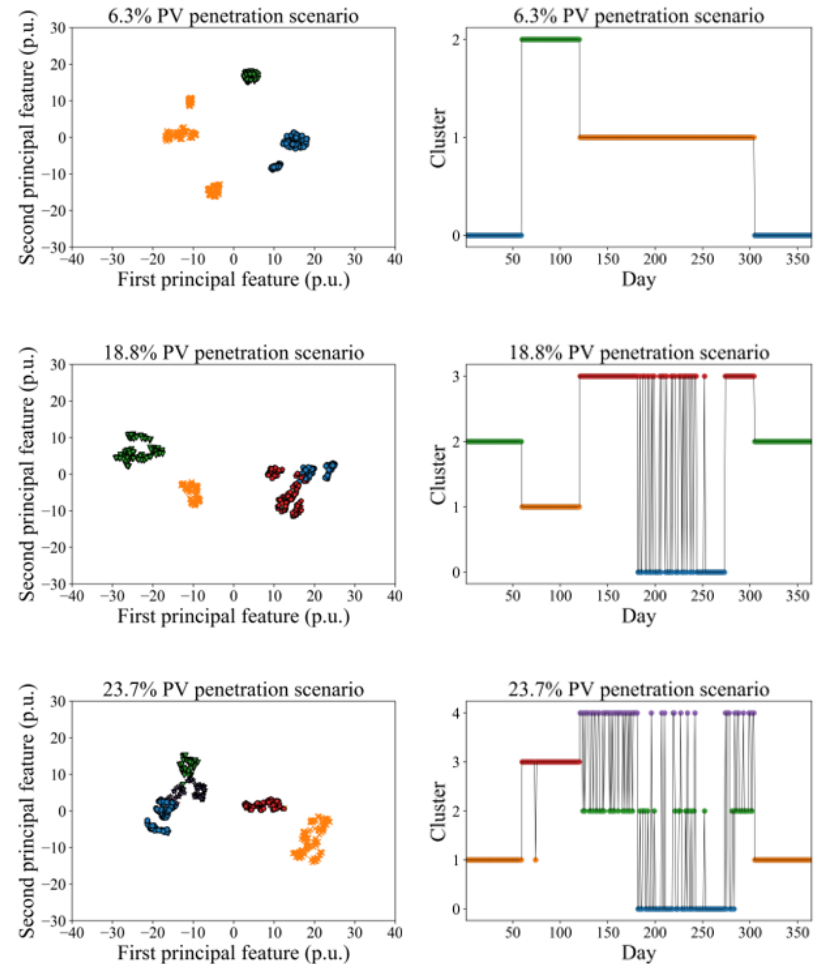 6.3% PV penetration scenario
Second principal feature (p.u.)
30
20
10
0
−10
−20
−30
−40 −30 −20 −10 0 10 20 30 40
First principal feature (p.u.)
6.3% PV penetration scenario
Cluster
2
1
0
50 100 150 200 250 300 350
Day
18.8% PV penetration scenario
Second principal feature (p.u.)
30
20
10
0
−10
−20
−30
−40 −30 −20 −10 0 10 20 30 40
First principal feature (p.u.)
18.8% PV penetration scenario
Cluster
3
2
1
0
50 100 150 200 250 300 350
Day
23.7% PV penetration scenario
Second principal feature (p.u.)
30
20
10
0
−10
−20
−30
−40 −30 −20 −10 0 10 20 30 40
First principal feature (p.u.)
23.7% PV penetration scenario
Cluster
4
3
2
1
0
0 50 100 150 200 250 300 350
Day